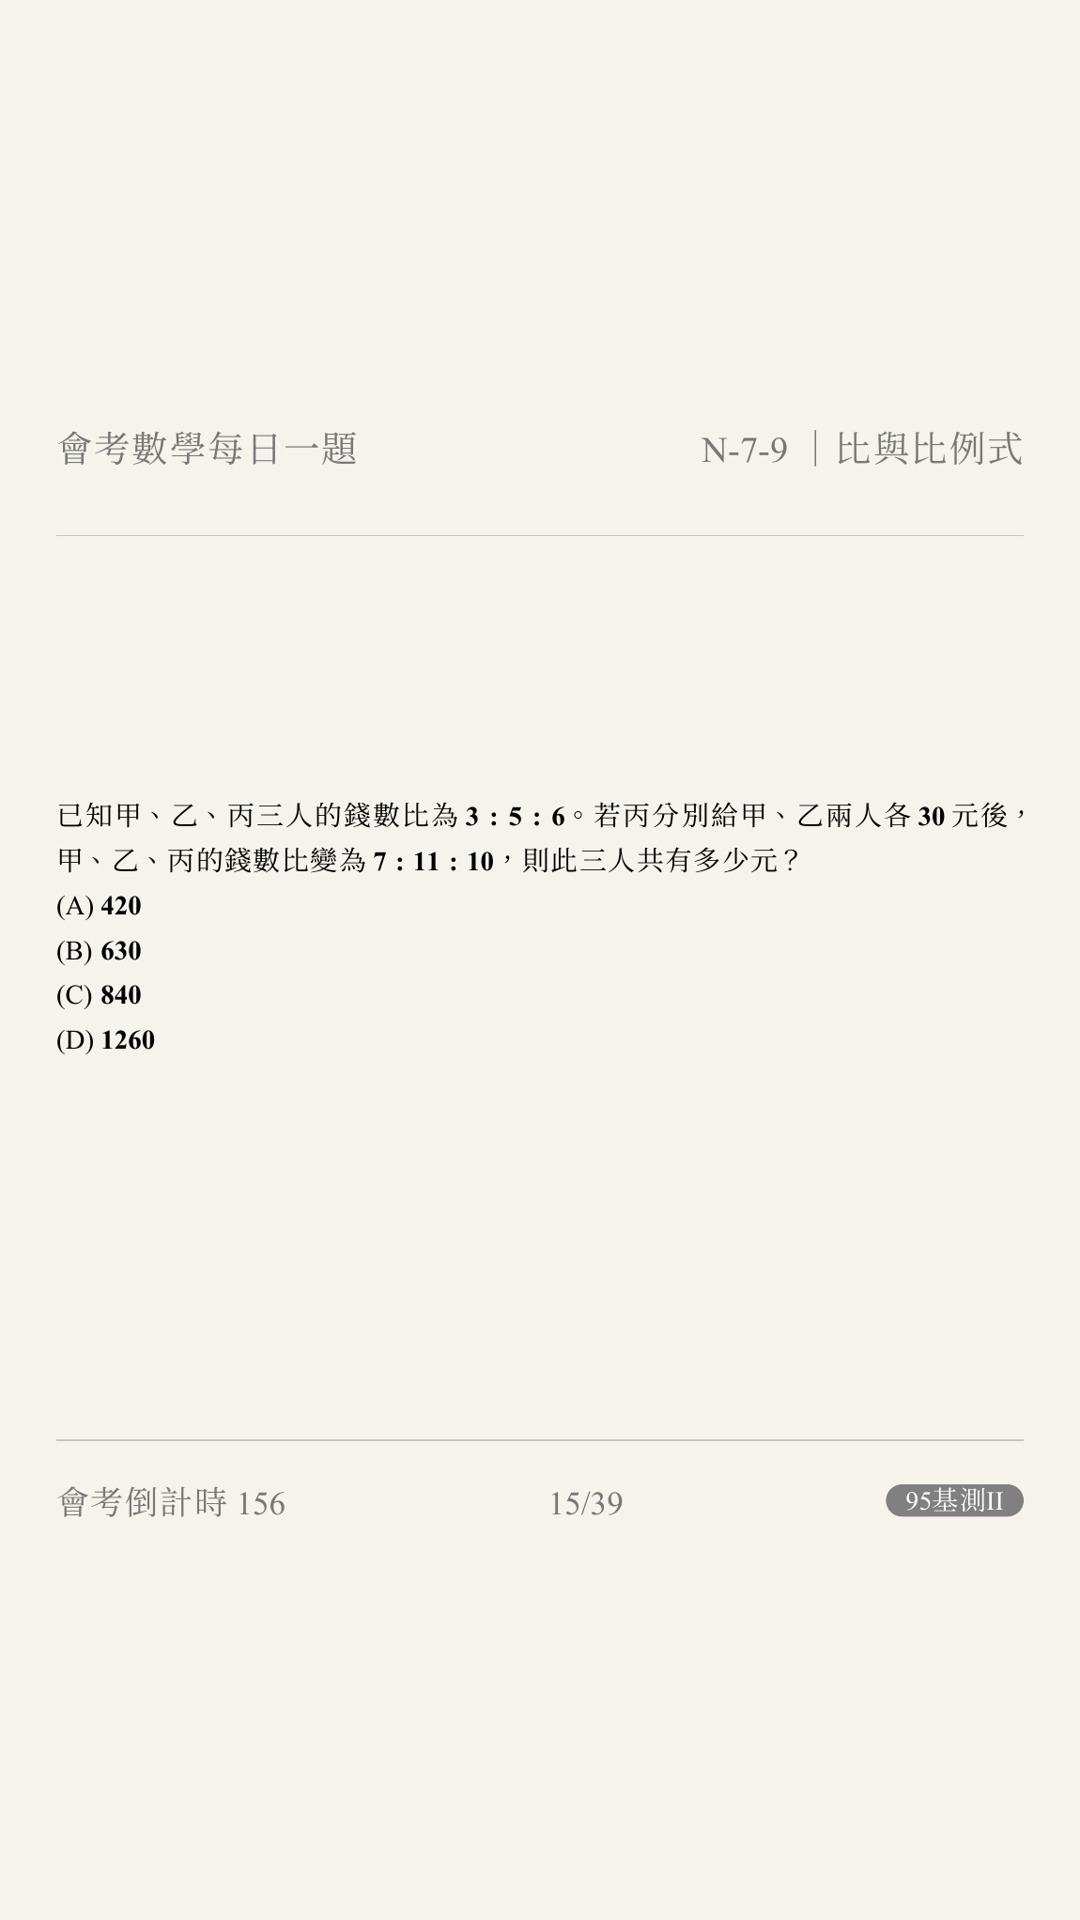 會考數學每日一題
N-7-9｜比與比例式
已知甲、乙、丙三人的錢數比為 3 : 5 : 6。若丙分別給甲、乙兩人各 30 元後，
甲、乙、丙的錢數比變為 7 : 11 : 10，則此三人共有多少元？
(A) 420
(B) 630
(C) 840
(D) 1260
會考倒計時 156
15/39
95基測II